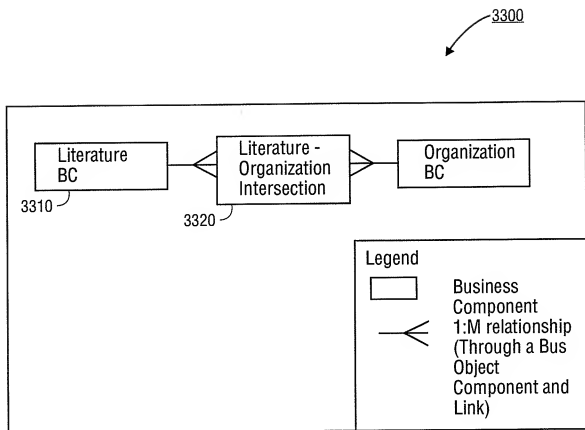 3300
Literature
BC
3310
Literature -
Organization
Intersection
3320
Organization
BC
Legend
Business
Component
1:M relationship
(Through a Bus
Object
Component and
Link)